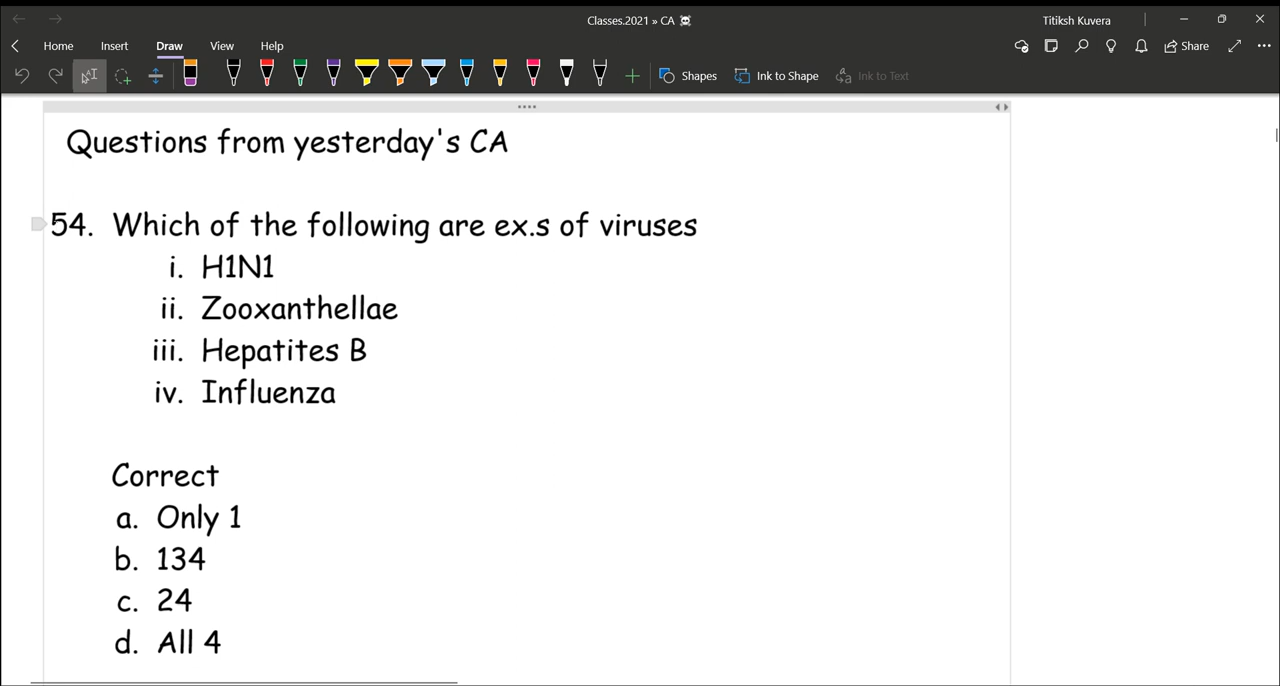 Classes.2021 » CA
Titiksh Kuvera
Home Insert Draw View Help
Share
Shapes Ink to Shape Ink to Text
Questions from yesterday's CA
54. Which of the following are ex.s of viruses
i. H1N1
ii. Zooxanthellae
iii. Hepatites B
iv. Influenza
Correct
a. Only 1
b. 134
c. 24
d. All 4